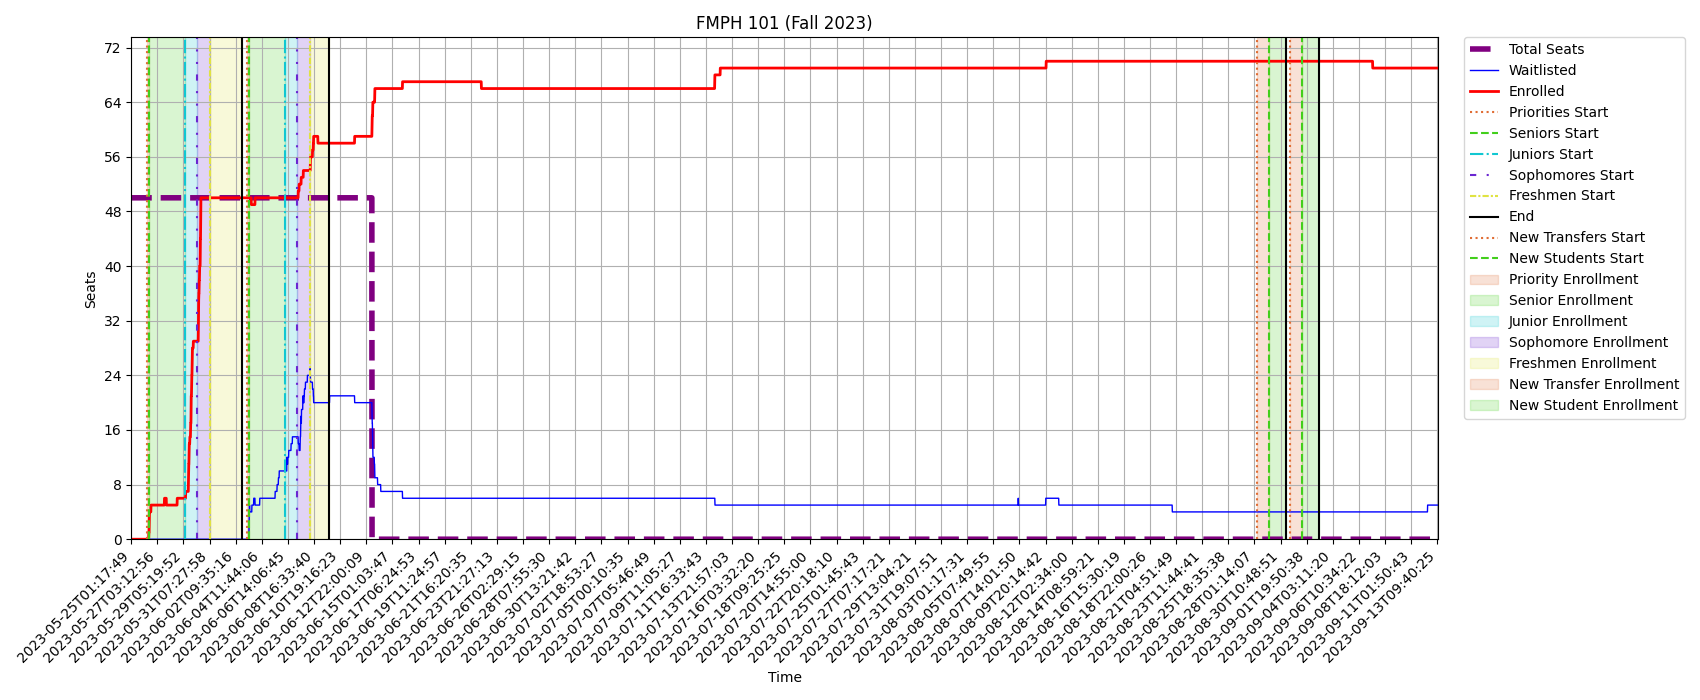 FMPH 101 (Fall 2023)
72
64
56
48
40
32
24
16
8
0
Seats
2023-05-25T01:17:49
2023-05-27T03:12:56
2023-05-29T05:19:52
2023-05-31T07:27:58
2023-06-02T09:35:16
2023-06-04T11:44:06
2023-06-06T14:06:45
2023-06-08T16:33:40
2023-06-10T19:16:23
2023-06-12T22:00:09
2023-06-15T01:03:47
2023-06-17T06:24:53
2023-06-19T11:24:57
2023-06-21T16:20:35
2023-06-23T21:27:13
2023-06-26T02:29:15
2023-06-28T07:55:30
2023-06-30T13:21:42
2023-07-02T18:53:27
2023-07-05T00:10:35
2023-07-07T05:46:49
2023-07-09T11:05:27
2023-07-11T16:33:43
2023-07-13T21:57:03
2023-07-16T03:32:20
2023-07-18T09:25:25
2023-07-20T14:55:00
2023-07-22T20:18:10
2023-07-25T01:45:43
2023-07-27T07:17:21
2023-07-29T13:04:21
2023-07-31T19:07:51
2023-08-03T01:17:31
2023-08-05T07:49:55
2023-08-07T14:01:50
2023-08-09T20:14:42
2023-08-12T02:34:00
2023-08-14T08:59:21
2023-08-16T15:30:19
2023-08-18T22:00:26
2023-08-21T04:51:49
2023-08-23T11:44:41
2023-08-25T18:35:38
2023-08-28T01:14:07
2023-08-30T10:48:51
2023-09-01T19:50:38
2023-09-04T03:11:20
2023-09-06T10:34:22
2023-09-08T18:12:03
2023-09-11T01:50:43
2023-09-13T09:40:25
Time
Total Seats
Waitlisted
Enrolled
Priorities Start
Seniors Start
Juniors Start
Sophomores Start
Freshmen Start
End
New Transfers Start
New Students Start
Priority Enrollment
Senior Enrollment
Junior Enrollment
Sophomore Enrollment
Freshmen Enrollment
New Transfer Enrollment
New Student Enrollment